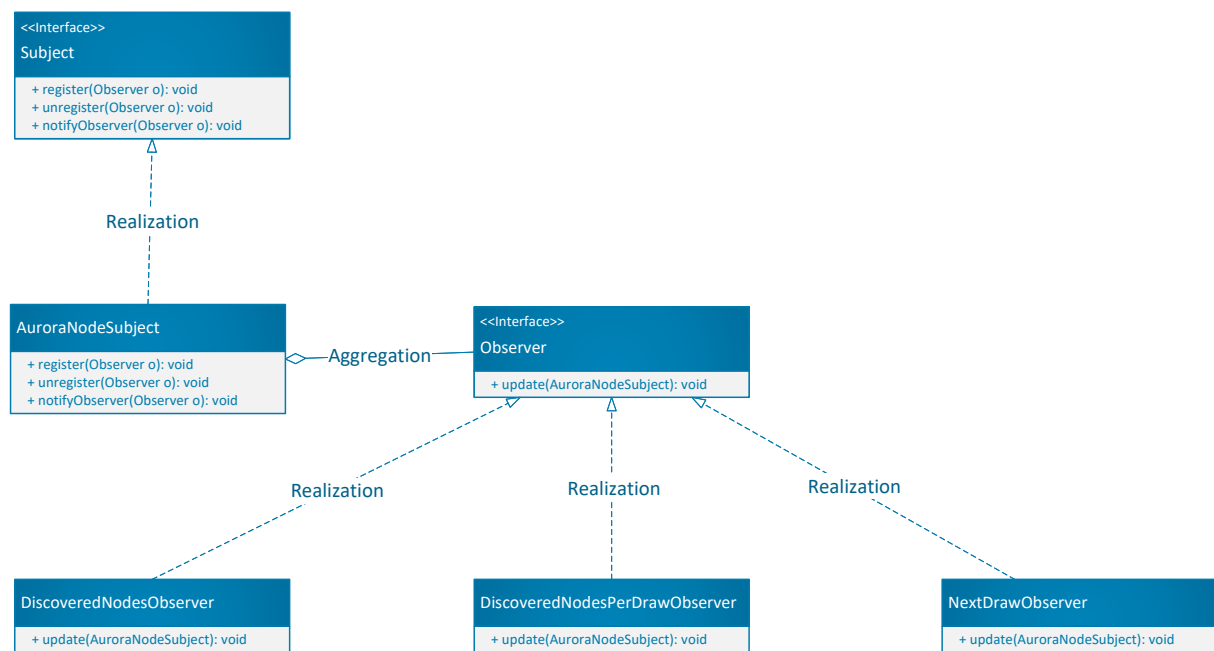 <<Interface>>
Subject
+ register(Observer o): void
+ unregister(Observer o): void
+ notifyObserver(Observer o): void
Realization
AuroraNodeSubject
+ register(Observer o): void
+ unregister(Observer o): void
+ notifyObserver(Observer o): void
Aggregation
<<Interface>>
Observer
+ update(AuroraNodeSubject): void
Realization
Realization
Realization
DiscoveredNodesObserver
+ update(AuroraNodeSubject): void
DiscoveredNodesPerDrawObserver
+ update(AuroraNodeSubject): void
NextDrawObserver
+ update(AuroraNodeSubject): void